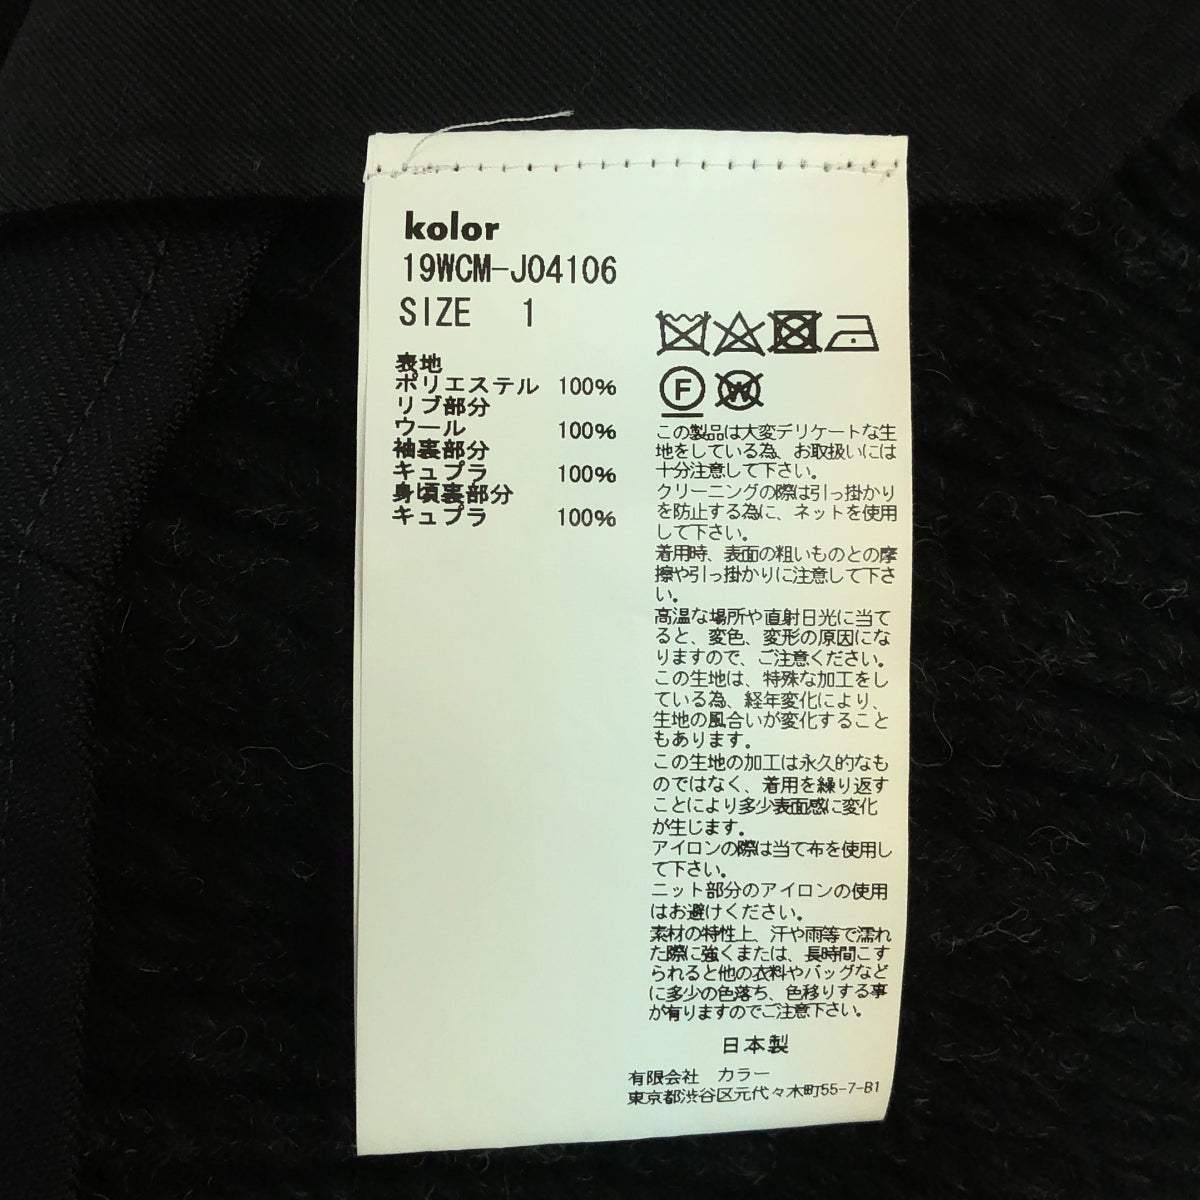 kolor
19WCM-J04106
SIZE 1
表地
ポリエステル 100%
リブ部分
ウール 100%
袖裏部分
キュプラ 100%
身頃裏部分
キュプラ 100%
F
W
この製品は大変デリケートな生
地をしている為、お取扱いには
十分注意して下さい。
クリーニングの際は引っ掛かり
を防止する為に、ネットを使用
して下さい。
着用時、表面の粗いものとの摩
擦や引っ掛かりに注意して下さ
い。
高温な場所や直射日光に当て
ると、変色、変形の原因にな
りますので、ご注意ください。
この生地は、特殊な加工をし
ている為、経年変化により、
生地の風合いが変化すること
もあります。
この生地の加工は永久的なも
のではなく、着用を繰り返す
ことにより多少表面感に変化
が生じます。
アイロンの際は当て布を使用し
て下さい。
ニット部分のアイロンの使用
はお避けください。
素材の特性上、汗や雨等で濡れ
た際に強くまたは、長時間こす
られると他の衣料やバッグなど
に多少の色落ち、色移りする事
が有りますのでご注意下さい。
日本製
有限会社 カラー
東京都渋谷区元代々木町55-7-B1